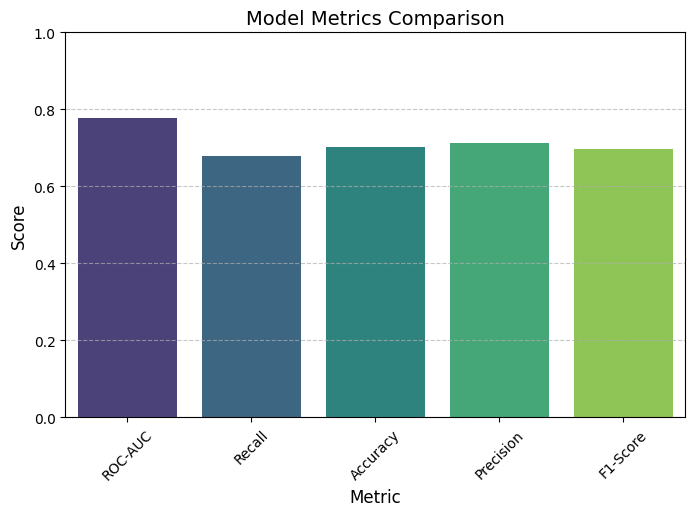 Model Metrics Comparison
Score
1.0
0.8
0.6
0.4
0.2
0.0
ROC-AUC
Recall
Accuracy
Precision
F1-Score
Metric